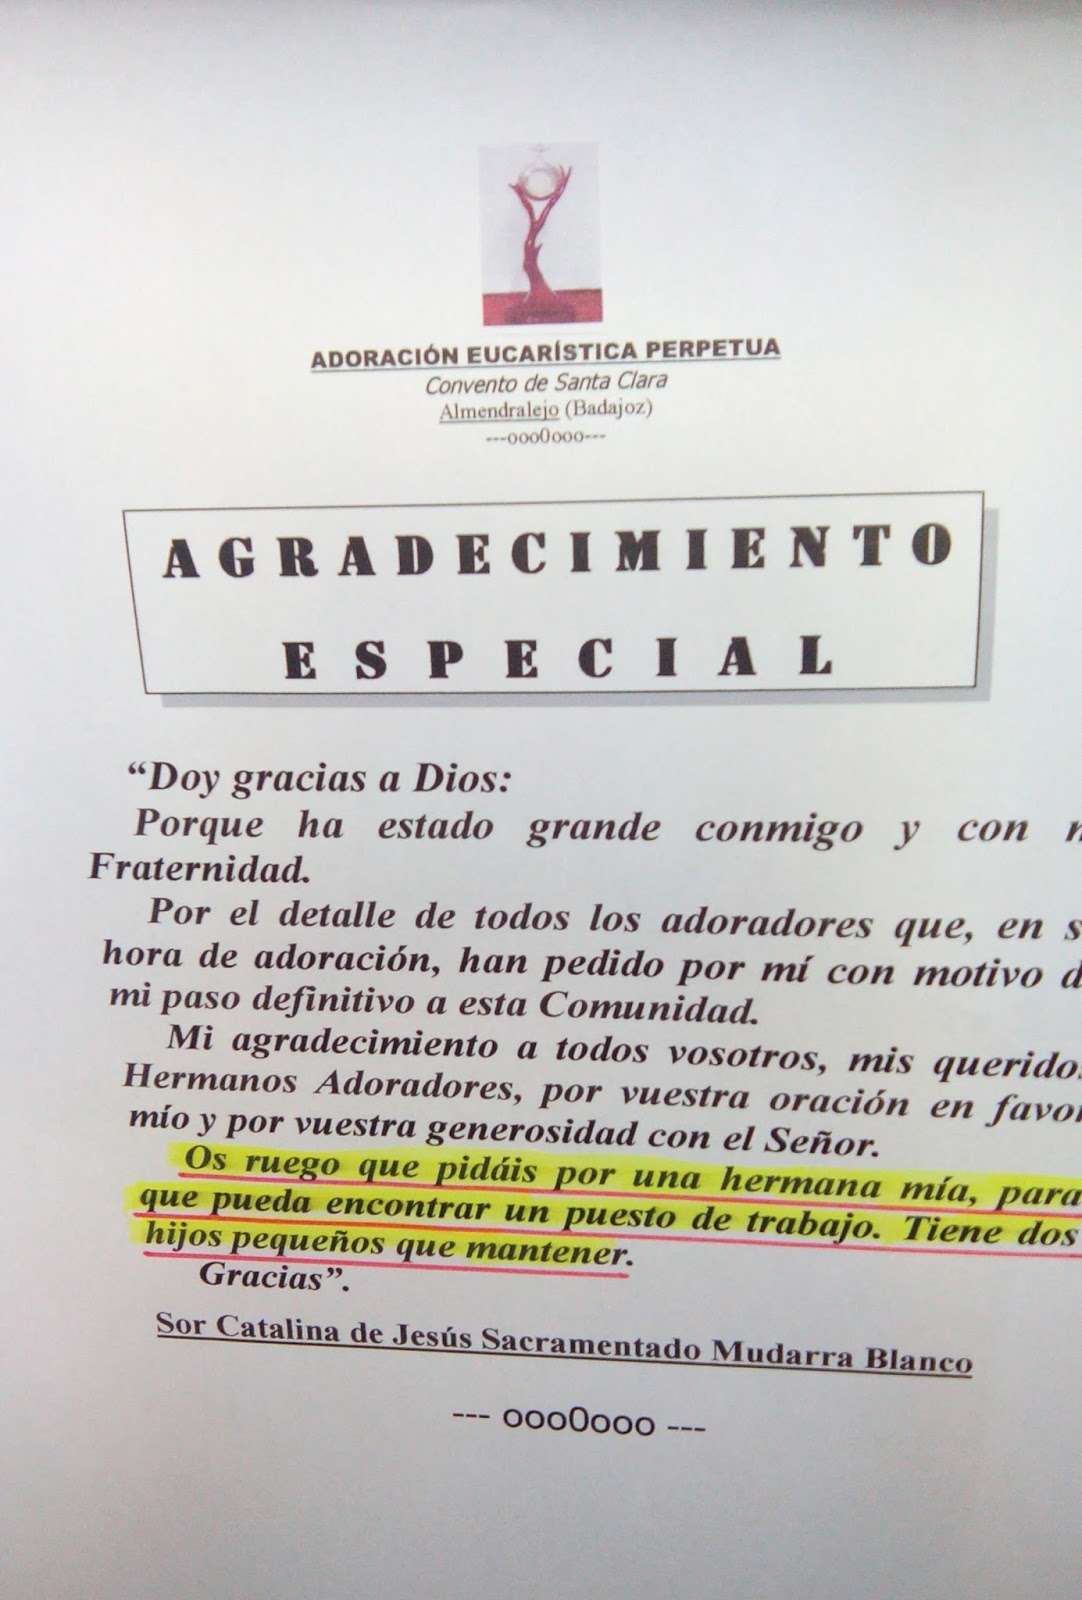 ADORACIÓN EUCARÍSTICA PERPETUA
Convento de Santa Clara
Almendralejo (Badajoz)
---ooo0ooo---
AGRADECIMIENTO
ESPECIAL
“Doy gracias a Dios:
Porque ha estado grande conmigo y con
Fraternidad.
Por el detalle de todos los adoradores que, en
hora de adoración, han pedido por mí con motivo
mi paso definitivo a esta Comunidad.
Mi agradecimiento a todos vosotros, mis querido
Hermanos Adoradores, por vuestra oración en favor
mío y por vuestra generosidad con el Señor.
Os ruego que pidáis por una hermana mía, para
que pueda encontrar un puesto de trabajo. Tiene dos
hijos pequeños que mantener.
Gracias”.
Sor Catalina de Jesús Sacramentado Mudarra Blanco
--- ooo0ooo ---